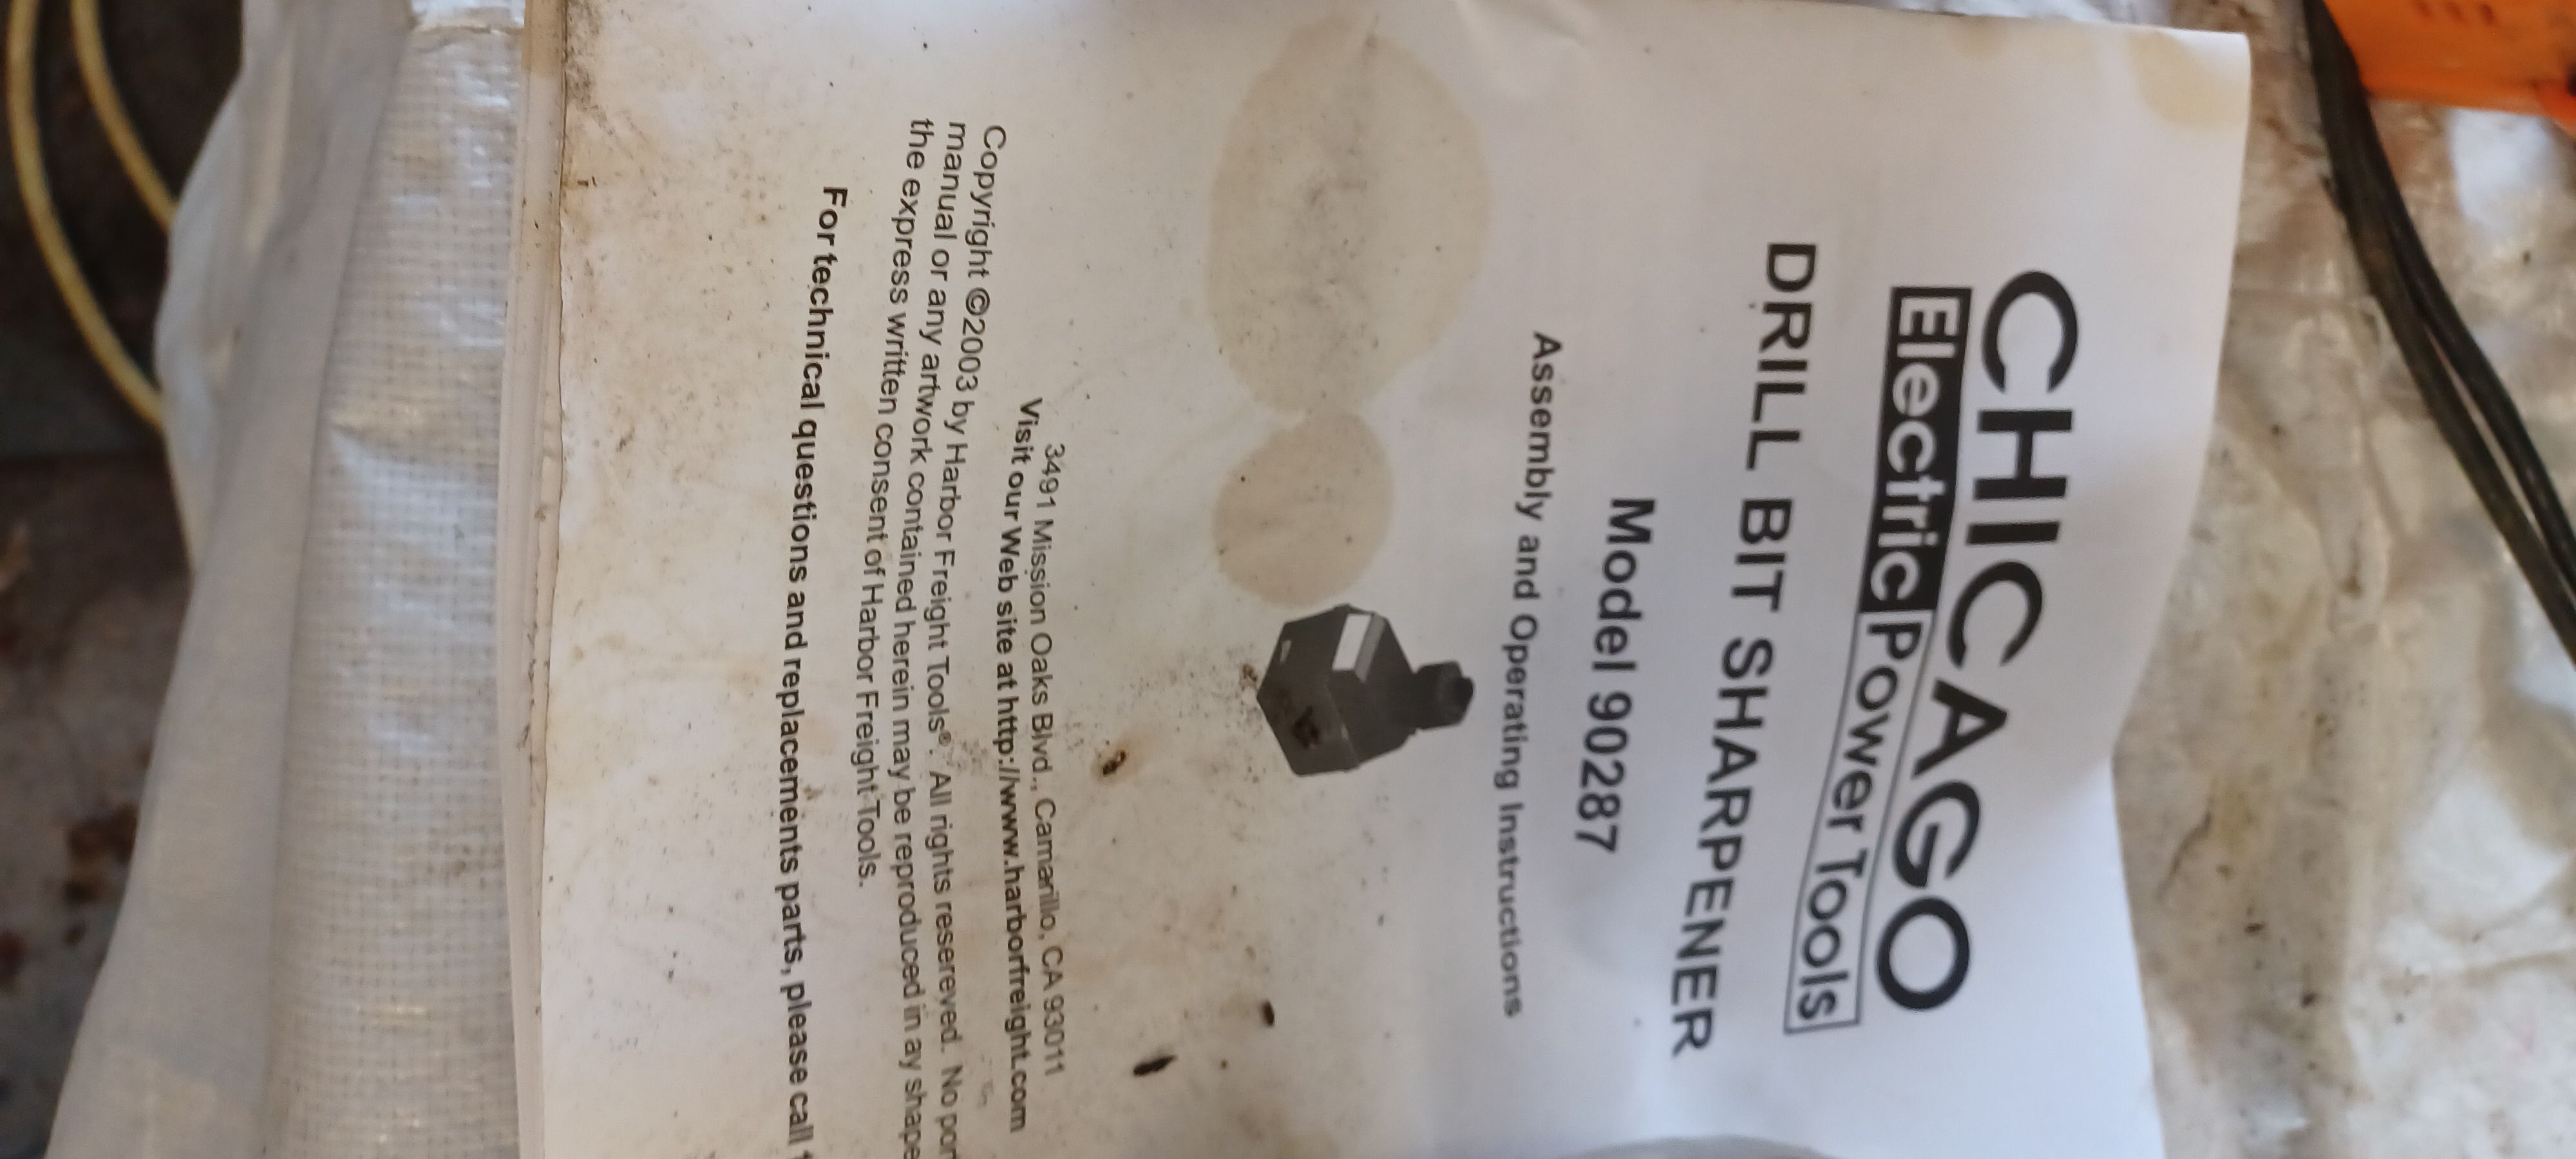 CHICAGO
Electric Power Tools
DRILL BIT SHARPENER
Model 90287
Assembly and Operating Instructions
3491 Mission Oaks Blvd., Camarillo, CA 93011
Visit our Web site at http://www.harborfreight.com
Copyright ©2003 by Harbor Freight Tools®. All rights resereved. No par
manual or any artwork contained herein may be reproduced in ay shape
the express written consent of Harbor Freight Tools.
For technical questions and replacements parts, please call